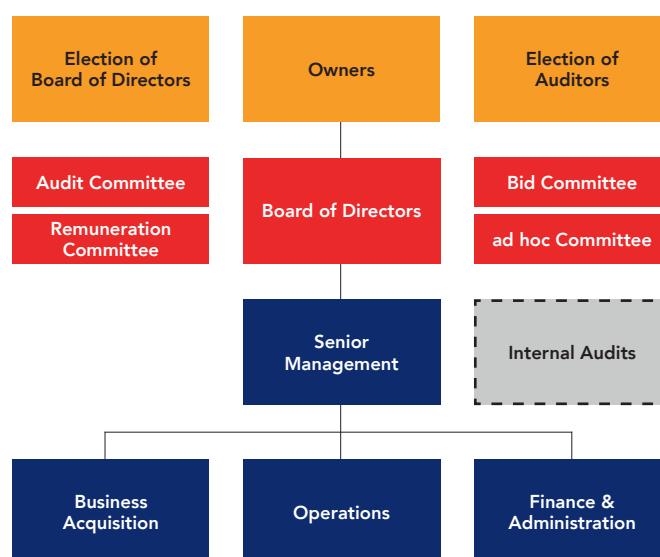 Election of
Board of Directors
Owners
Election of
Auditors
Audit Committee
Remuneration
Committee
Board of Directors
Bid Committee
ad hoc Committee
Senior
Management
Internal Audits
Business
Acquisition
Operations
Finance &
Administration